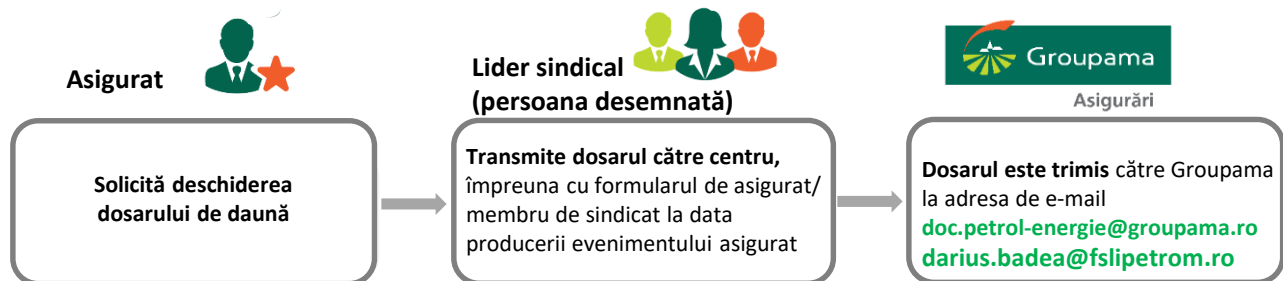 Asigurat
Solicită deschiderea
dosarului de daună
Lider sindical
(persoana desemnată)
Transmite dosarul către centru,
împreuna cu formularul de asigurat/
membru de sindicat la data
producerii evenimentului asigurat
Groupama
Asigurări
Dosarul este trimis către Groupama
la adresa de e-mail
doc.petrol-energie@groupama.ro
darius.badea@fslipetrom.ro